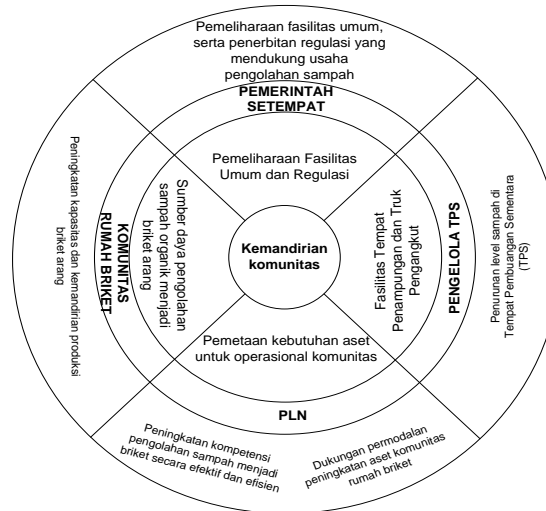 Pemeliharaan fasilitas umum,
serta penerbitan regulasi yang
mendukung usaha
pengolahan sampah
PEMERINTAH
SETEMPAT
Pemeliharaan Fasilitas
Umum dan Regulasi
Peningkatan kapasitas dan kemandirian produksi
briket arang
KOMUNITAS
RUMAH BRIKET
Sumber daya pengolahan
sampah organik menjadi
briket arang
Kemandirian
komunitas
Fasilitas Tempat
Penampungan dan Truk
Pengangkut
PENGELOLA TPS
Penurunan level sampah di
Tempat Pembuangan Sementara
(TPS)
Pemetaan kebutuhan aset
untuk operasional komunitas
PLN
Peningkatan kompetensi
pengolahan sampah menjadi
briket secara efektif dan efisien
Dukungan permodalan
peningkatan aset komunitas
rumah briket